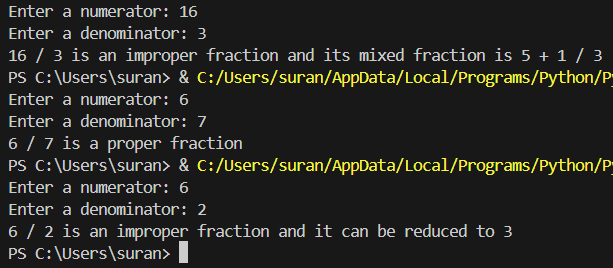 Enter a numerator: 16
Enter a denominator: 3
16 / 3 is an improper fraction and its mixed fraction is 5 + 1 / 3
PS C:\Users\suran> & C:/Users/suran/AppData/Local/Programs/Python/Py
Enter a numerator: 6
Enter a denominator: 7
6 / 7 is a proper fraction
PS C:\Users\suran> & C:/Users/suran/AppData/Local/Programs/Python/Py
Enter a numerator: 6
Enter a denominator: 2
6 / 2 is an improper fraction and it can be reduced to 3
PS C:\Users\suran>